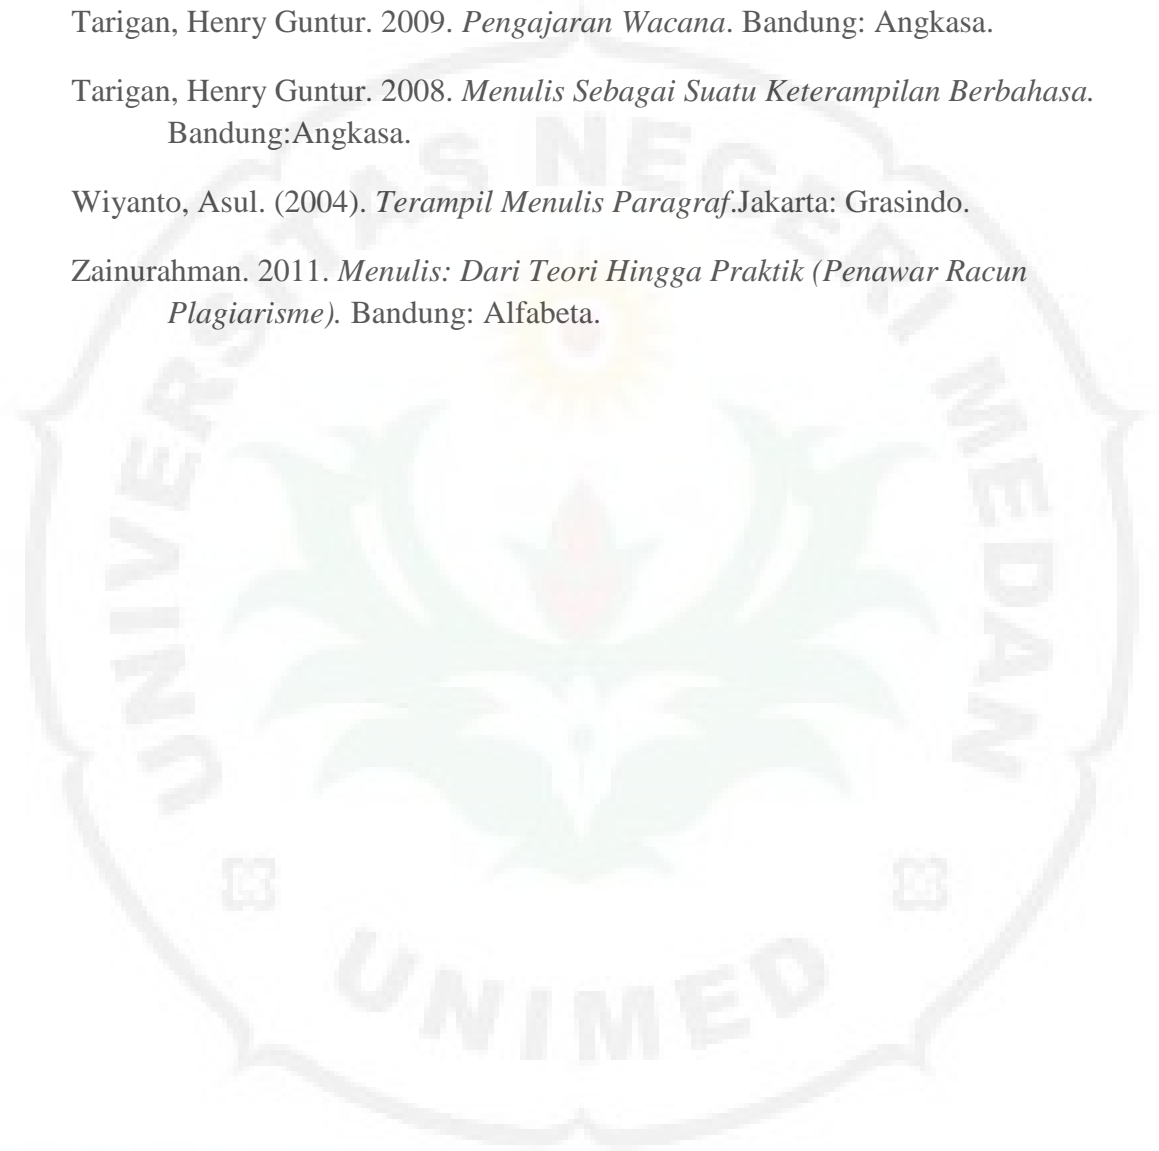 Tarigan, Henry Guntur. 2009. Pengajaran Wacana. Bandung: Angkasa.
Tarigan, Henry Guntur. 2008. Menulis Sebagai Suatu Keterampilan Berbahasa.
Bandung:Angkasa.
Wiyanto, Asul. (2004). Terampil Menulis Paragraf.Jakarta: Grasindo.
Zainurahman. 2011. Menulis: Dari Teori Hingga Praktik (Penawar Racun
Plagiarisme). Bandung: Alfabeta.
UNIVERSITAS NEGERI MEDAN
UNIMED